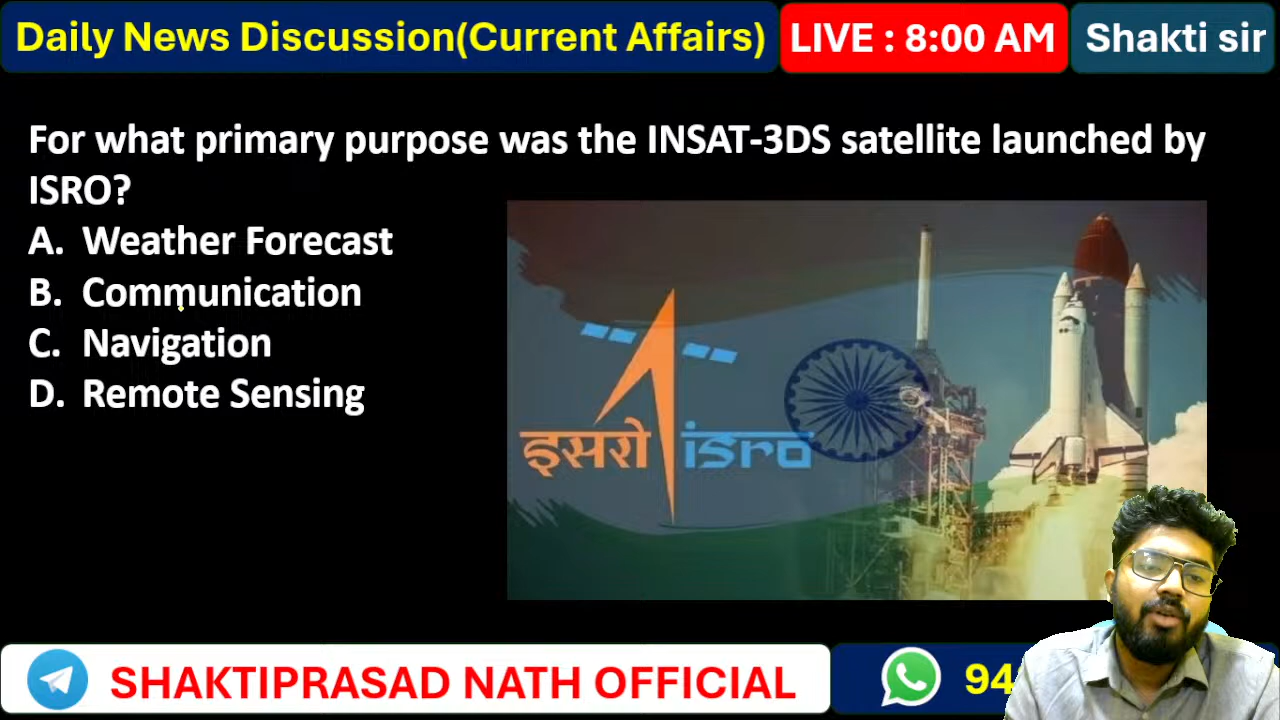 Daily News Discussion(Current Affairs)
LIVE : 8:00 AM
Shakti sir
For what primary purpose was the INSAT-3DS satellite launched by
ISRO?
A. Weather Forecast
B. Communication
C. Navigation
D. Remote Sensing
इसरो isro
SHAKTIPRASAD NATH OFFICIAL
94